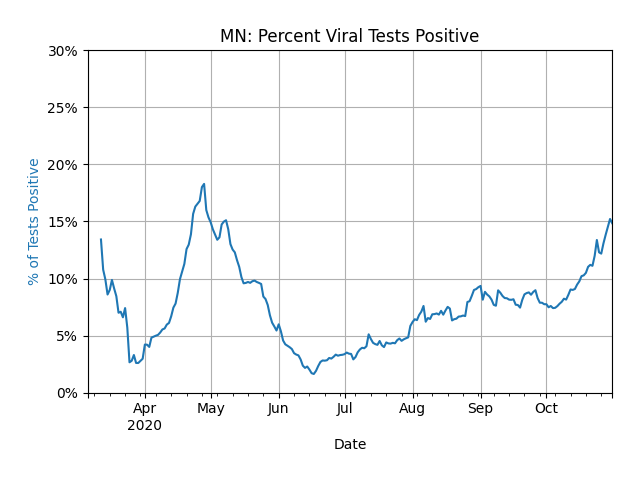 MN: Percent Viral Tests Positive
30%
25%
20%
15%
10%
5%
0%
% of Tests Positive
Apr May Jun Jul Aug Sep Oct
2020
Date